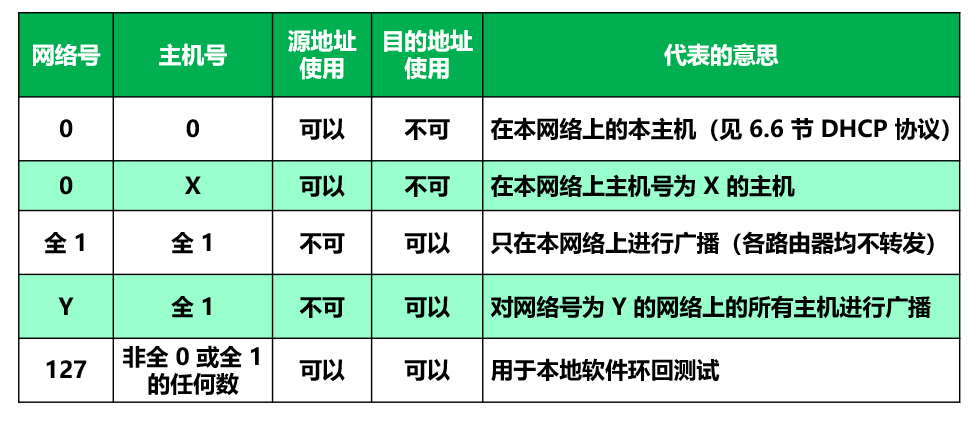 网络号 主机号 源地址使用 目的地址使用 代表的意思
0 0 可以 不可 在本网络上的本主机（见 6.6 节 DHCP 协议）
0 X 可以 不可 在本网络上主机号为 X 的主机
全 1 全 1 不可 可以 只在本网络上进行广播（各路由器均不转发）
Y 全 1 不可 可以 对网络号为 Y 的网络上的所有主机进行广播
127 非全 0 或全 1 的任何数 可以 可以 用于本地软件环回测试